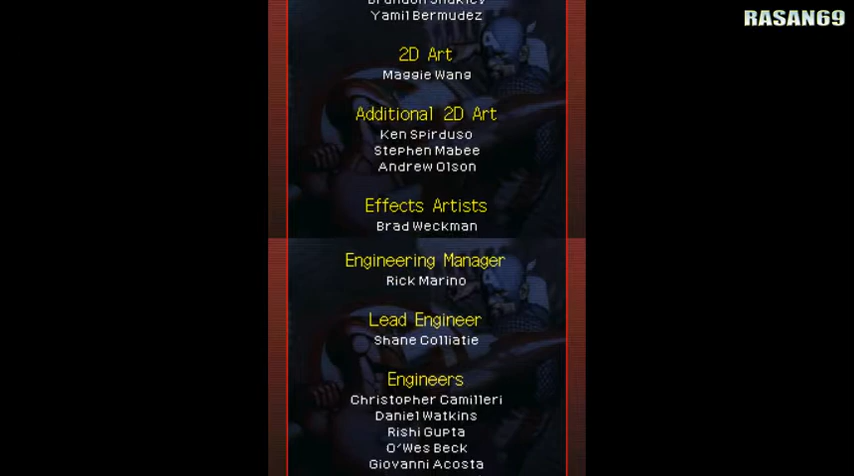 RASAN69
Yamil Bermudez
2D Art
Maggie Wang
Additional 2D Art
Ken Spirduso
Stephen Mabee
Andrew Olson
Effects Artists
Brad Weckman
Engineering Manager
Rick Marino
Lead Engineer
Shane Colliatie
Engineers
Christopher Camilleri
Daniel Watkins
Rishi Gupta
O'Wes Beck
Giovanni Acosta